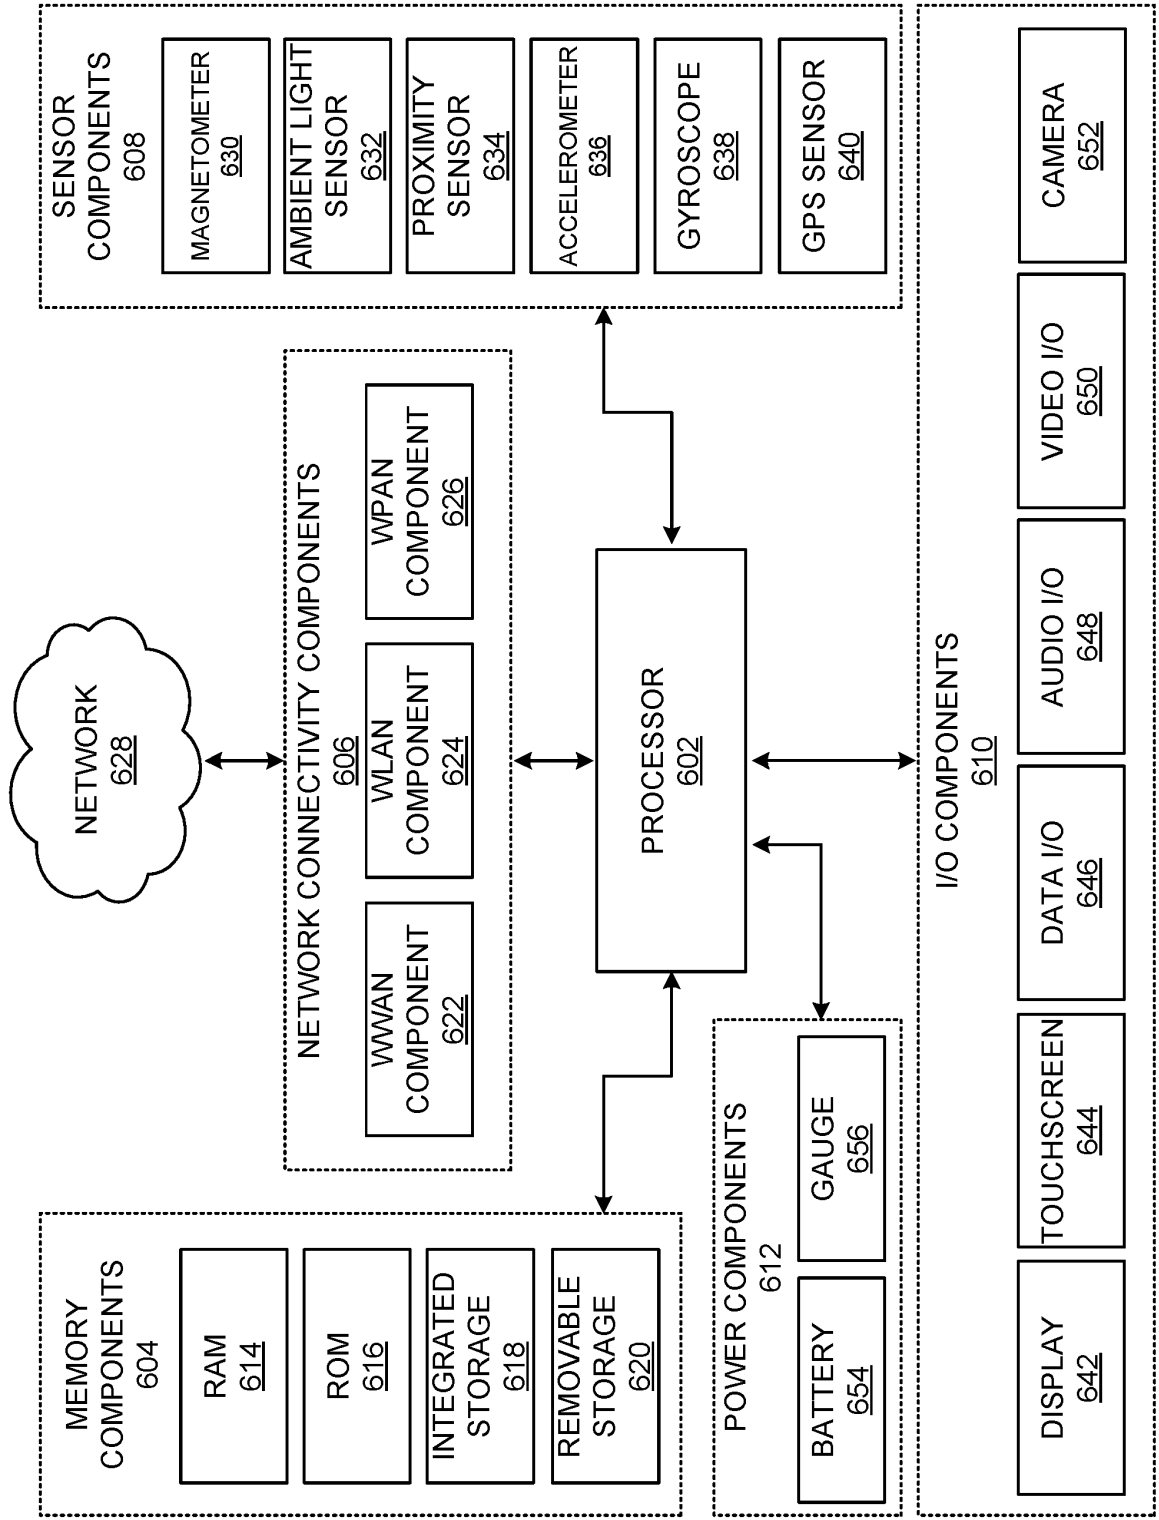 NETWORK
628
MEMORY
COMPONENTS
604
RAM
614
ROM
616
INTEGRATED
STORAGE
618
REMOVABLE
STORAGE
620
NETWORK CONNECTIVITY COMPONENTS
606
WWAN
COMPONENT
622
WLAN
COMPONENT
624
WPAN
COMPONENT
626
SENSOR
COMPONENTS
608
MAGNETOMETER
630
AMBIENT LIGHT
SENSOR
632
PROXIMITY
SENSOR
634
ACCELEROMETER
636
GYROSCOPE
638
GPS SENSOR
640
PROCESSOR
602
POWER COMPONENTS
612
BATTERY
654
GAUGE
656
I/O COMPONENTS
610
DISPLAY
642
TOUCHSCREEN
644
DATA I/O
646
AUDIO I/O
648
VIDEO I/O
650
CAMERA
652